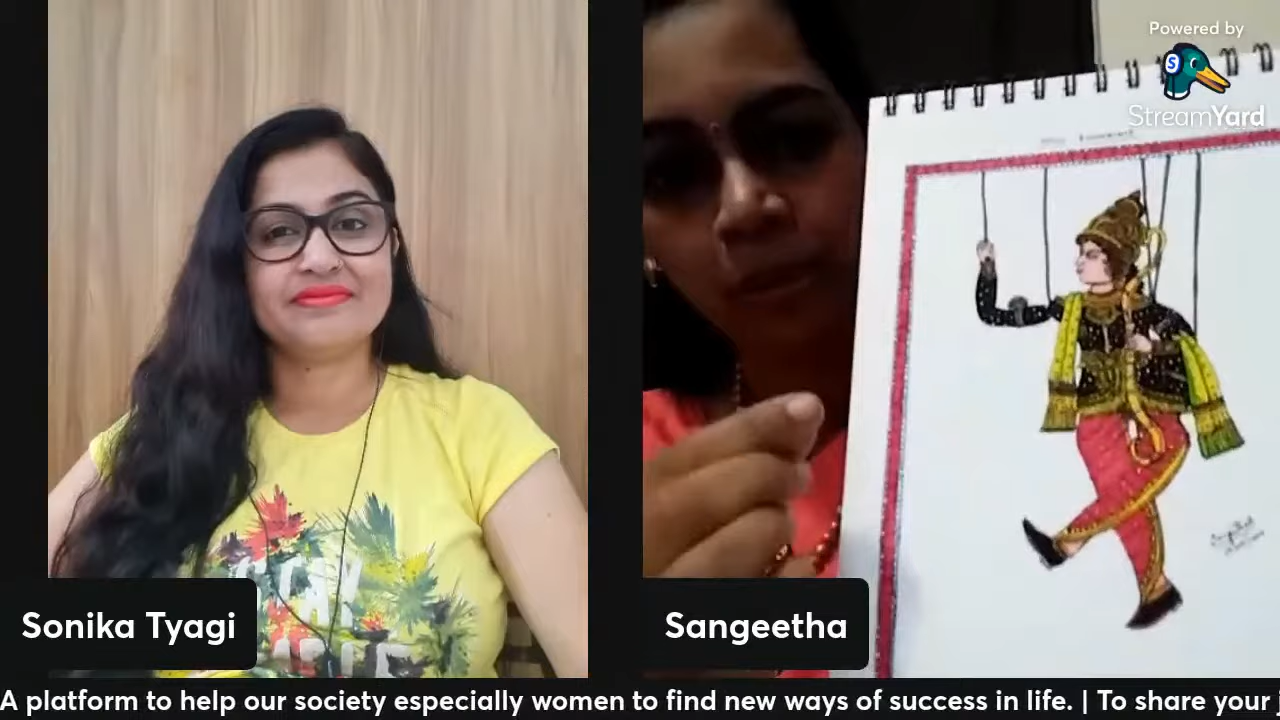 Powered by
StreamYard
STAY
Sonika Tyagi
Sangeetha
A platform to help our society especially women to find new ways of success in life. | To share your j